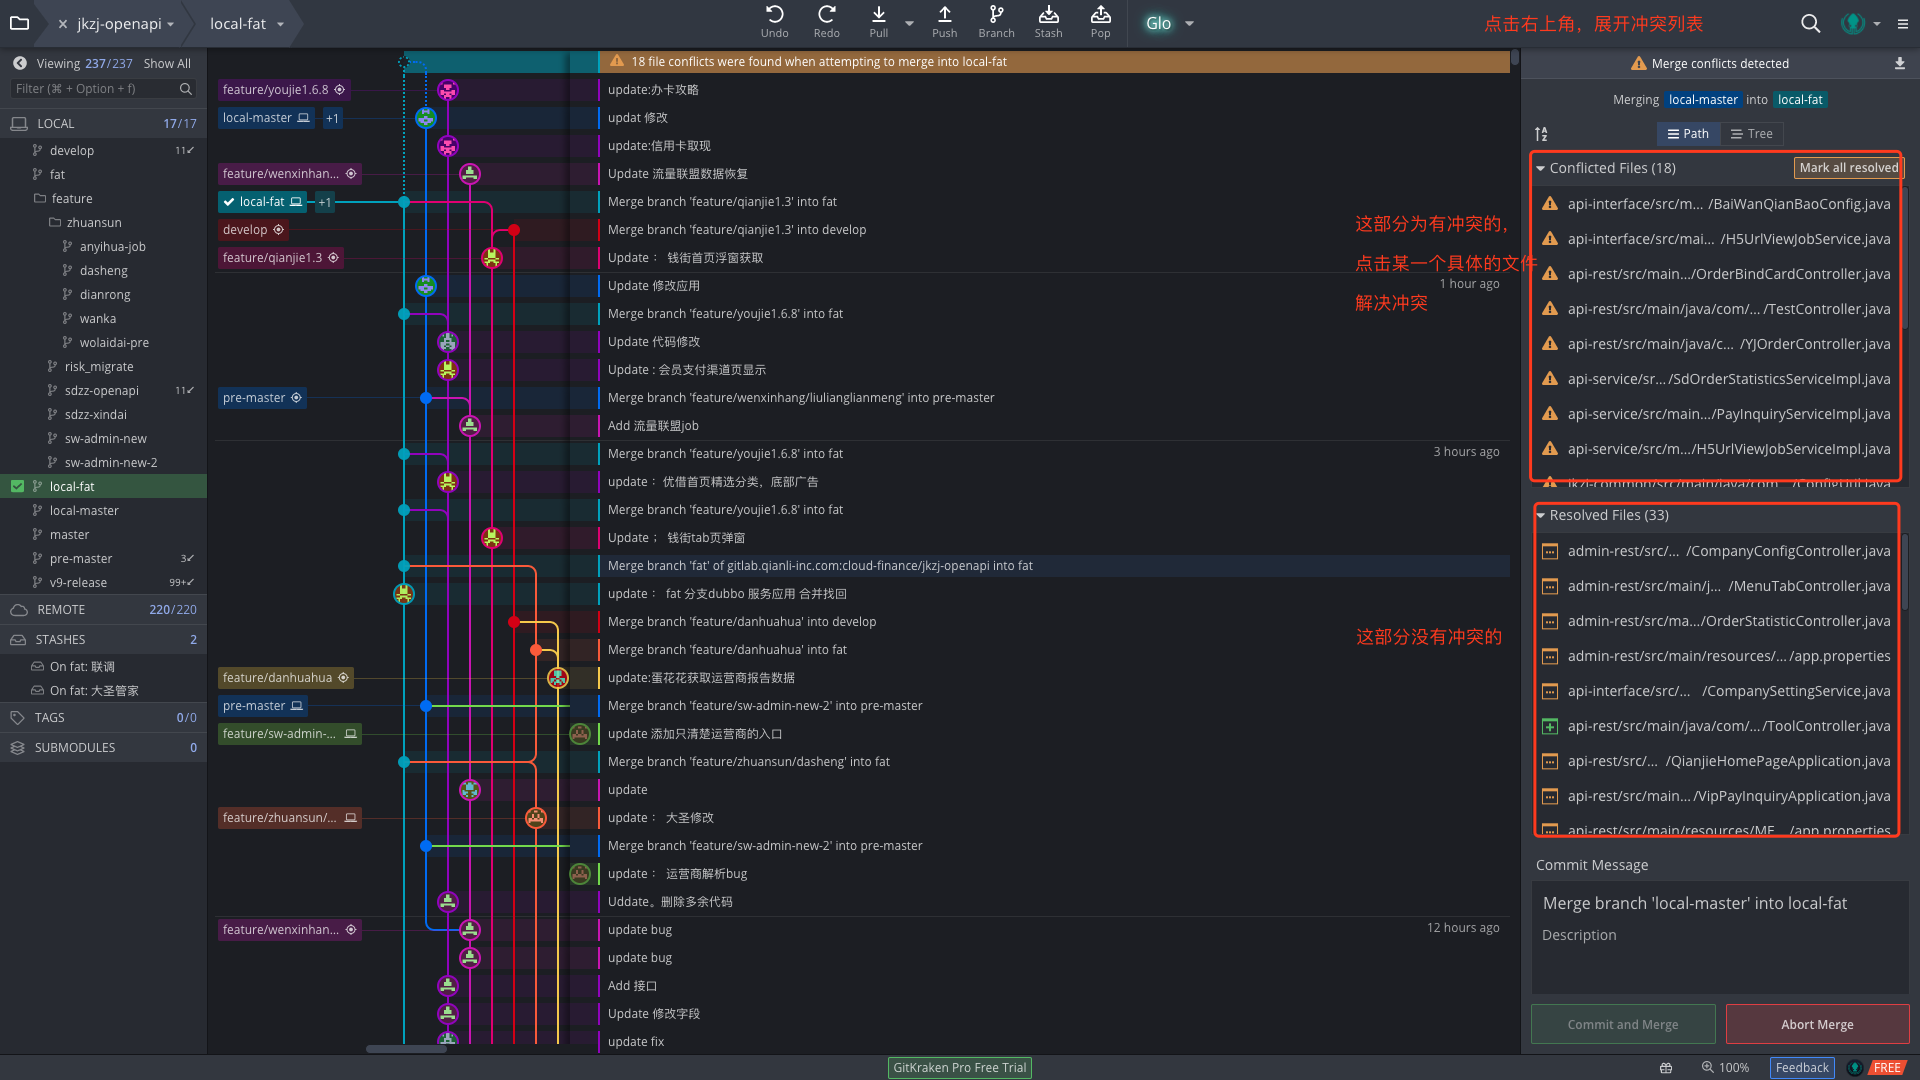 jkzj-openapi
local-fat
Undo
Redo
Pull
Push
Branch
Stash
Pop
Glo
点击右上角，展开冲突列表
Viewing 237/237 Show All
Filter (⌘ + Option + f)
LOCAL 17/17
develop 11
fat
feature
zhuansun
anyihua-job
dasheng
dianrong
wanka
wolaidai-pre
risk_migrate
sdzz-openapi 11
sdzz-xindai
sw-admin-new
sw-admin-new-2
local-fat
local-master
master
pre-master 3
v9-release 99+
REMOTE 220/220
STASHES 2
On fat: 联调
On fat: 大圣管家
TAGS 0/0
SUBMODULES 0
18 file conflicts were found when attempting to merge into local-fat
feature/youjie1.6.8 update:办卡攻略
local-master +1 updat 修改
update:信用卡取现
feature/wenxinhan... Update 流量联盟数据恢复
local-fat +1 Merge branch 'feature/qianjie1.3' into fat
develop Merge branch 'feature/qianjie1.3' into develop
feature/qianjie1.3 Update： 钱街首页浮窗获取
Update 修改应用 1 hour ago
Merge branch 'feature/youjie1.6.8' into fat
Update 代码修改
Update : 会员支付渠道页显示
pre-master Merge branch 'feature/wenxinhang/liulianglianmeng' into pre-master
Add 流量联盟job
Merge branch 'feature/youjie1.6.8' into fat 3 hours ago
update： 优借首页精选分类，底部广告
Merge branch 'feature/youjie1.6.8' into fat
Update； 钱街tab页弹窗
Merge branch 'fat' of gitlab.qianli-inc.com:cloud-finance/jkzj-openapi into fat
update： fat 分支dubbo 服务应用 合并找回
Merge branch 'feature/danhuahua' into develop
Merge branch 'feature/danhuahua' into fat
feature/danhuahua update:蛋花花获取运营商报告数据
pre-master Merge branch 'feature/sw-admin-new-2' into pre-master
feature/sw-admin-... update 添加只清楚运营商的入口
Merge branch 'feature/zhuansun/dasheng' into fat
update
feature/zhuansun/... update： 大圣修改
Merge branch 'feature/sw-admin-new-2' into pre-master
update： 运营商解析bug
Uddate。删除多余代码
feature/wenxinhan... update bug 12 hours ago
update bug
Add 接口
Update 修改字段
update fix
这部分为有冲突的，
点击某一个具体的文件
解决冲突
这部分没有冲突的
Merge conflicts detected
Merging local-master into local-fat
Path Tree
Conflicted Files (18) Mark all resolved
api-interface/src/m... /BaiWanQianBaoConfig.java
api-interface/src/mai... /H5UrlViewJobService.java
api-rest/src/main.../OrderBindCardController.java
api-rest/src/main/java/com/... /TestController.java
api-rest/src/main/java/c... /YJOrderController.java
api-service/sr.../SdOrderStatisticsServiceImpl.java
api-service/src/main.../PayInquiryServiceImpl.java
api-service/src/m.../H5UrlViewJobServiceImpl.java
jkzj-common/src/main/java/com... /ConfigUtil.java
Resolved Files (33)
admin-rest/src/... /CompanyConfigController.java
admin-rest/src/main/j... /MenuTabController.java
admin-rest/src/ma.../OrderStatisticController.java
admin-rest/src/main/resources/... /app.properties
api-interface/src/... /CompanySettingService.java
api-rest/src/main/java/com/... /ToolController.java
api-rest/src/... /QianjieHomePageApplication.java
api-rest/src/main.../VipPayInquiryApplication.java
api-rest/src/main/resources/ME... /app.properties
Commit Message
Merge branch 'local-master' into local-fat
Description
Commit and Merge
Abort Merge
GitKraken Pro Free Trial
100%
Feedback
FREE